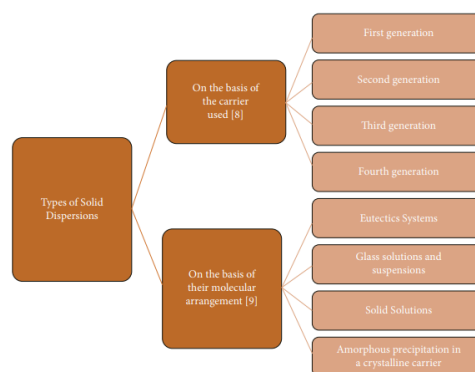 Types of Solid
Dispersions
On the basis of
the carrier
used [8]
First generation
Second generation
Third generation
Fourth generation
On the basis of
their molecular
arrangement [9]
Eutectics Systems
Glass solutions and
suspensions
Solid Solutions
Amorphous precipitation in
a crystalline carrier